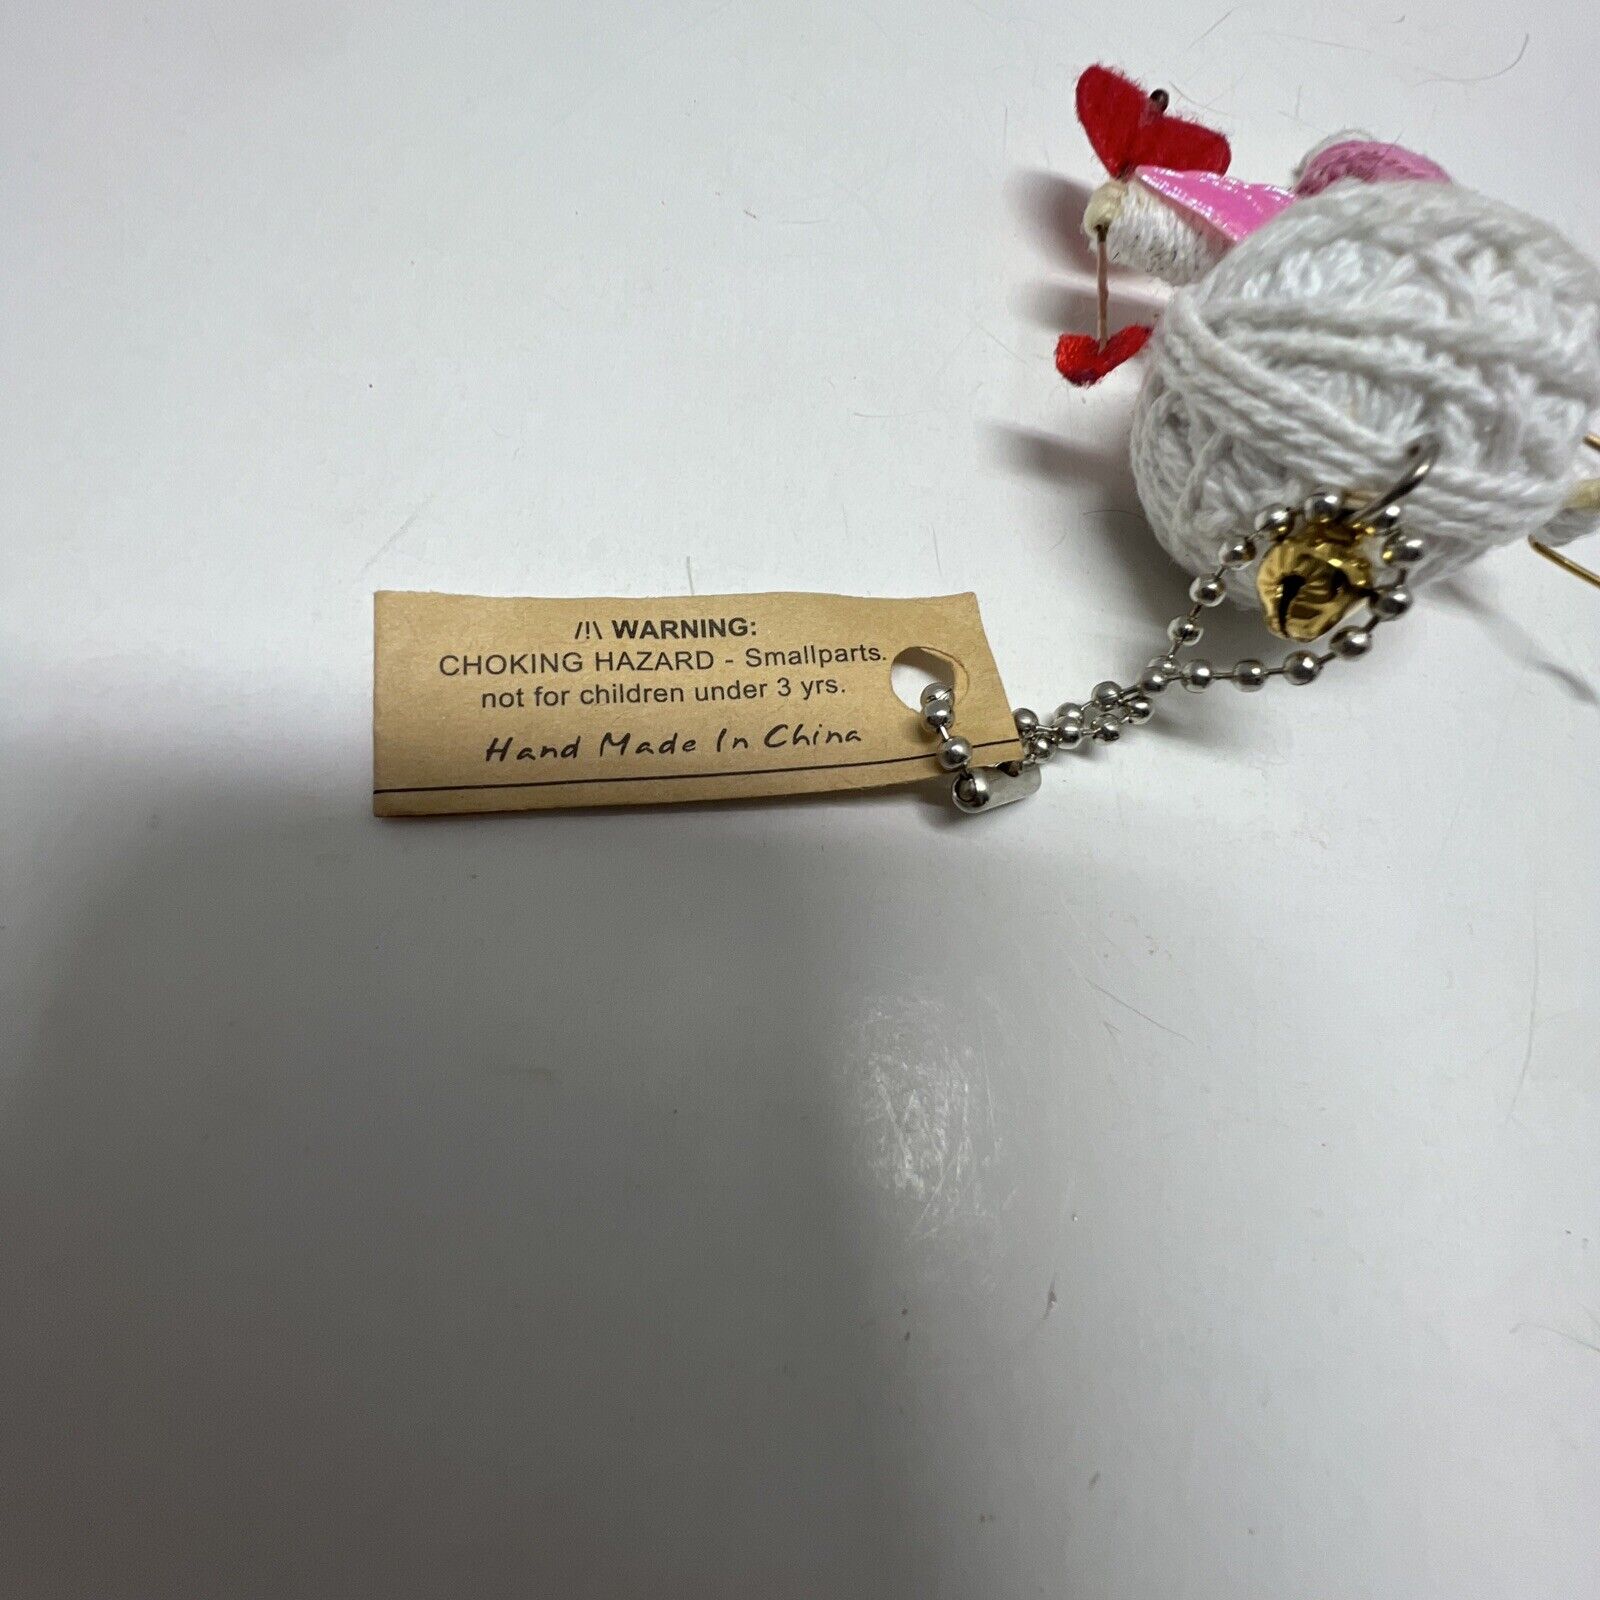 /!\ WARNING:
CHOKING HAZARD - Smallparts.
not for children under 3 yrs.
Hand Made In China